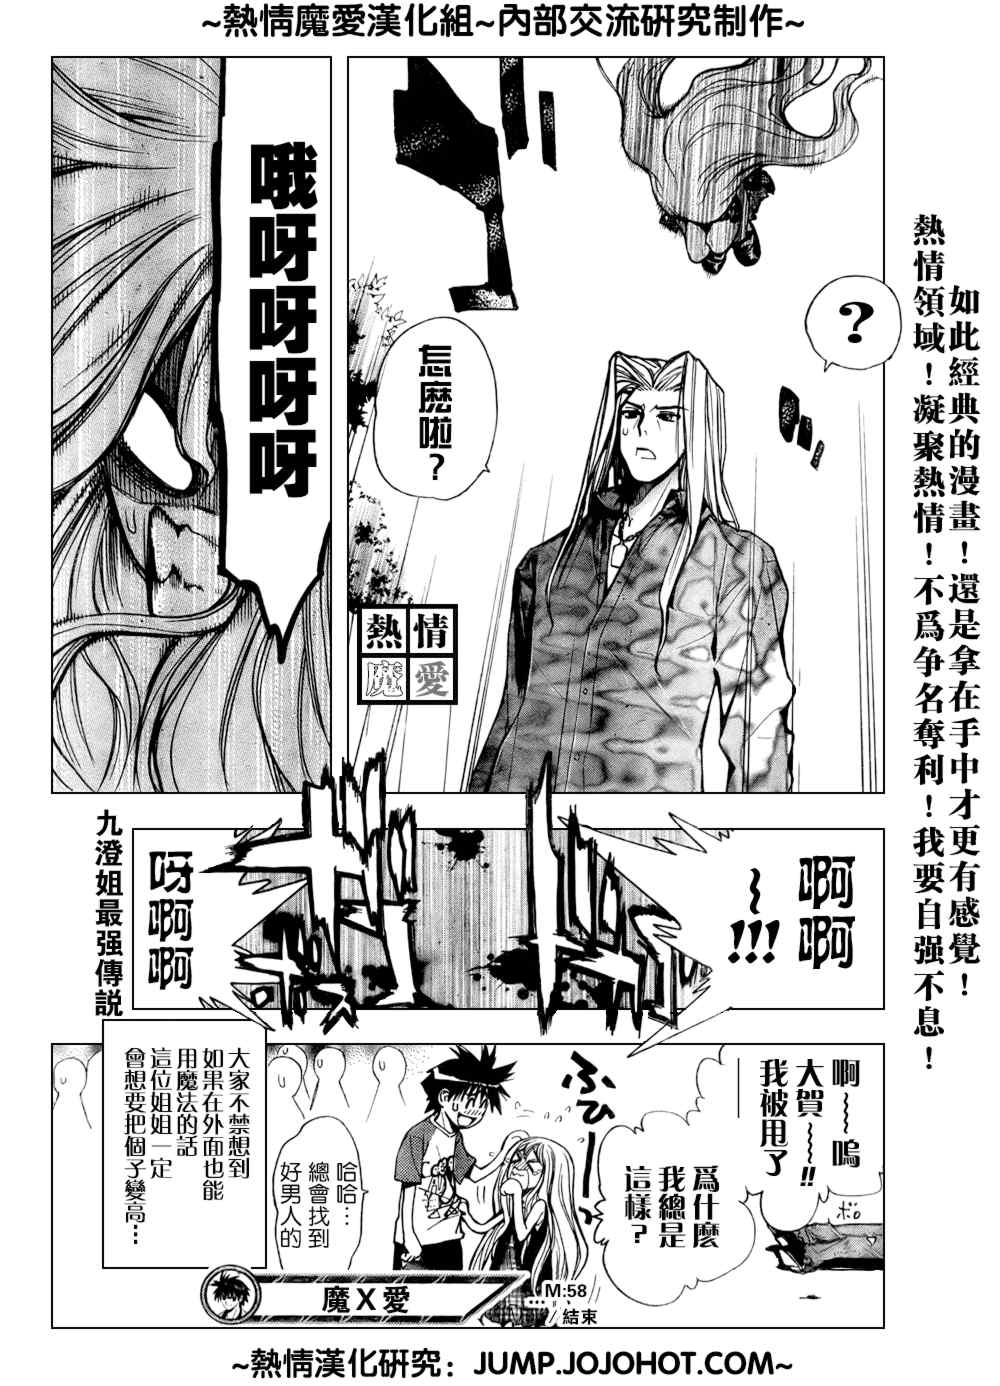 ~熱情魔愛漢化組~內部交流研究制作~
如此經典的漫畫！還是拿在手中才更有感覺！
熱情領域！凝聚熱情！不爲争名奪利！我要自强不息！
？
怎麽啦？
哦呀呀呀呀
熱情
魔愛
啊啊
～!!!
ギギ
呀啊啊
九澄姐最强傳説
啊～～嗚
大賀～～!!
我被甩了
ボロ
爲什麽
我總是
這樣？
ふひーっ
哈哈…
總會找到
好男人的
大家不禁想到
如果在外面也能
用魔法的話
這位姐姐一定
會想要把個子變高…
魔X愛
M:58
結束
~熱情漢化研究：JUMP.JOJOHOT.COM~